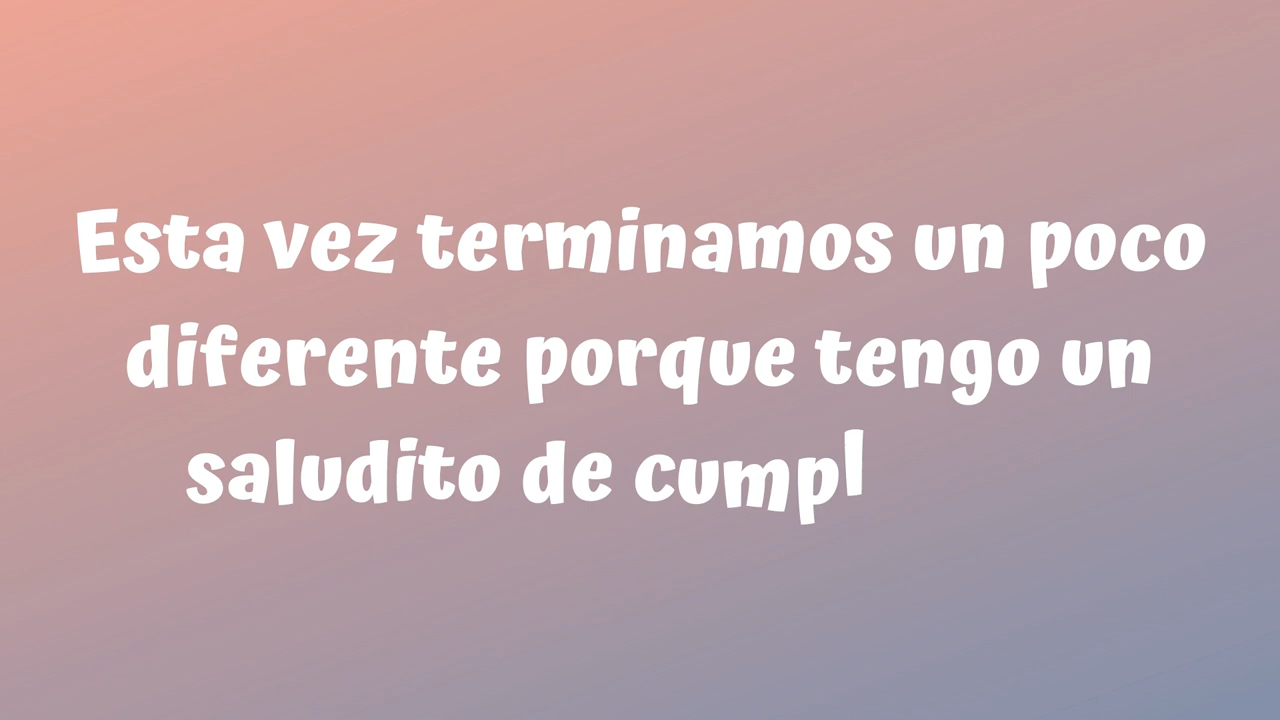 Esta vez terminamos un poco
diferente porque tengo un
saludito de cumpl